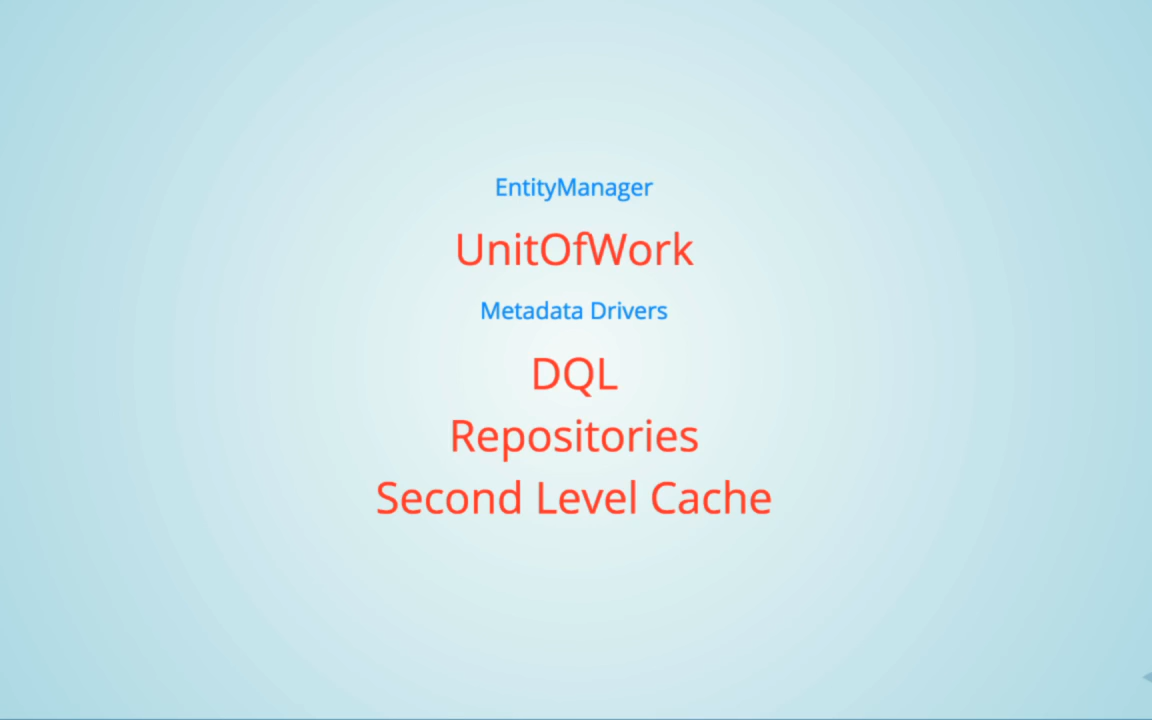 EntityManager
UnitOfWork
Metadata Drivers
DQL
Repositories
Second Level Cache